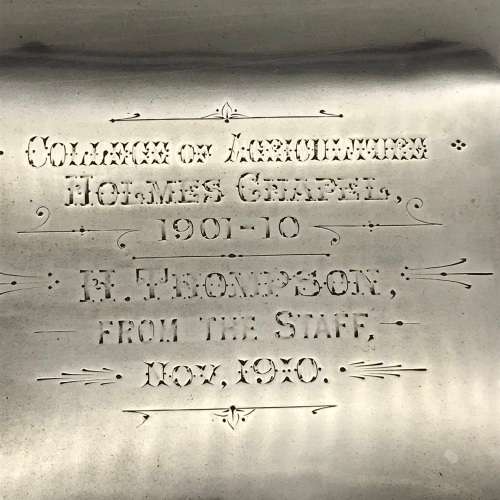 College of Agriculture
Holmes Chapel,
1901-10
H. Thompson,
from the Staff,
Nov, 1910.